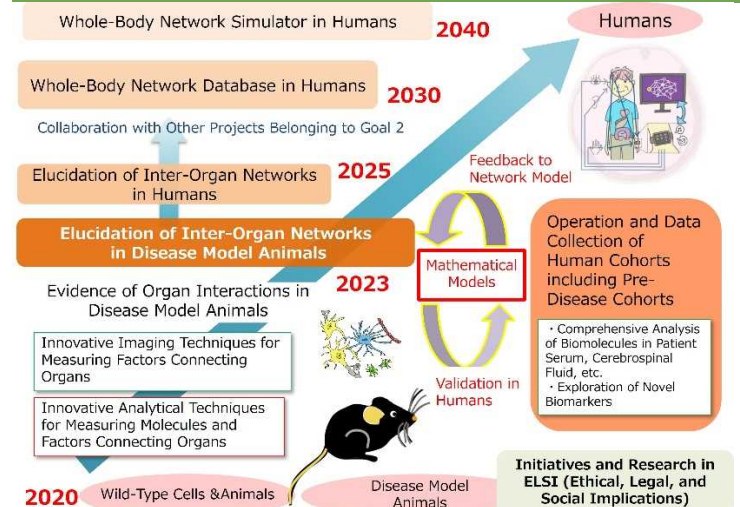 Whole-Body Network Simulator in Humans
2040
Humans
Whole-Body Network Database in Humans
2030
Collaboration with Other Projects Belonging to Goal 2
Elucidation of Inter-Organ Networks
in Humans
2025
Feedback to
Network Model
Elucidation of Inter-Organ Networks
in Disease Model Animals
2023
Mathematical
Models
Operation and Data
Collection of
Human Cohorts
including Pre-
Disease Cohorts
・Comprehensive Analysis
of Biomolecules in Patient
Serum, Cerebrospinal
Fluid, etc.
・Exploration of Novel
Biomarkers
Evidence of Organ Interactions in
Disease Model Animals
Innovative Imaging Techniques for
Measuring Factors Connecting
Organs
Validation in
Humans
Innovative Analytical Techniques
for Measuring Molecules and
Factors Connecting Organs
2020
Wild-Type Cells &Animals
Disease Model
Animals
Initiatives and Research in
ELSI (Ethical, Legal, and
Social Implications)